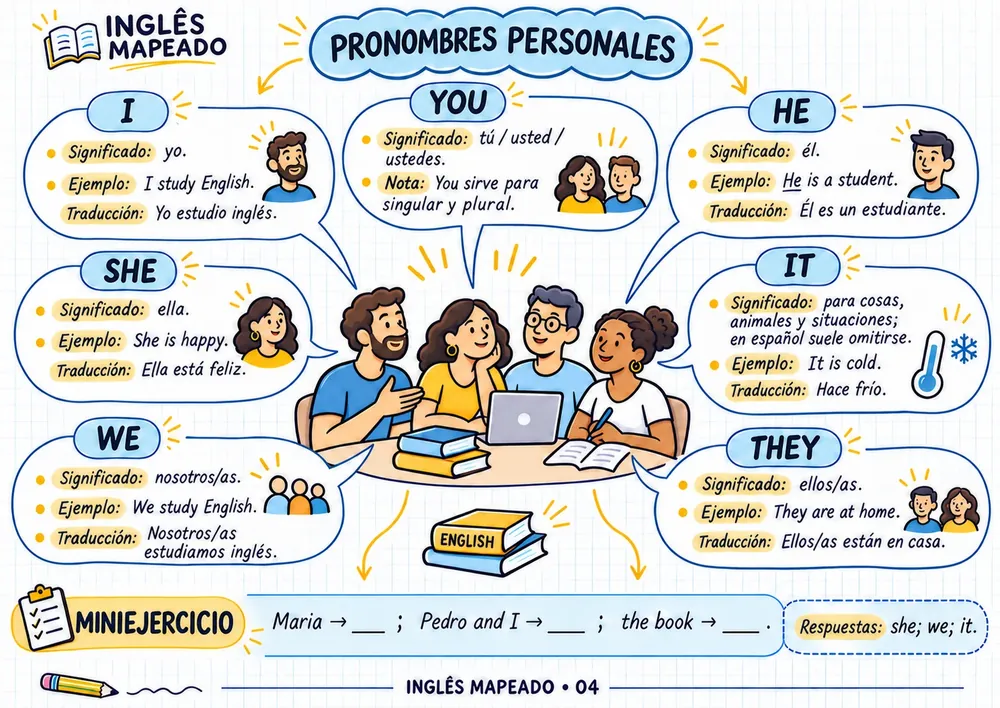 INGLÊS
MAPEADO
PRONOMBRES PERSONALES
I
Significado: yo.
Ejemplo: I study English.
Traducción: Yo estudio inglés.
YOU
Significado: tú / usted /
ustedes.
Nota: You sirve para
singular y plural.
HE
Significado: él.
Ejemplo: He is a student.
Traducción: Él es un estudiante.
SHE
Significado: ella.
Ejemplo: She is happy.
Traducción: Ella está feliz.
IT
Significado: para cosas,
animales y situaciones;
en español suele omitirse.
Ejemplo: It is cold.
Traducción: Hace frío.
WE
Significado: nosotros/as.
Ejemplo: We study English.
Traducción: Nosotros/as
estudiamos inglés.
THEY
Significado: ellos/as.
Ejemplo: They are at home.
Traducción: Ellos/as están en casa.
ENGLISH
MINIEJERCICIO
Maria → ___ ; Pedro and I → ___ ; the book → ___ .
Respuestas: she; we; it.
INGLÊS MAPEADO • 04